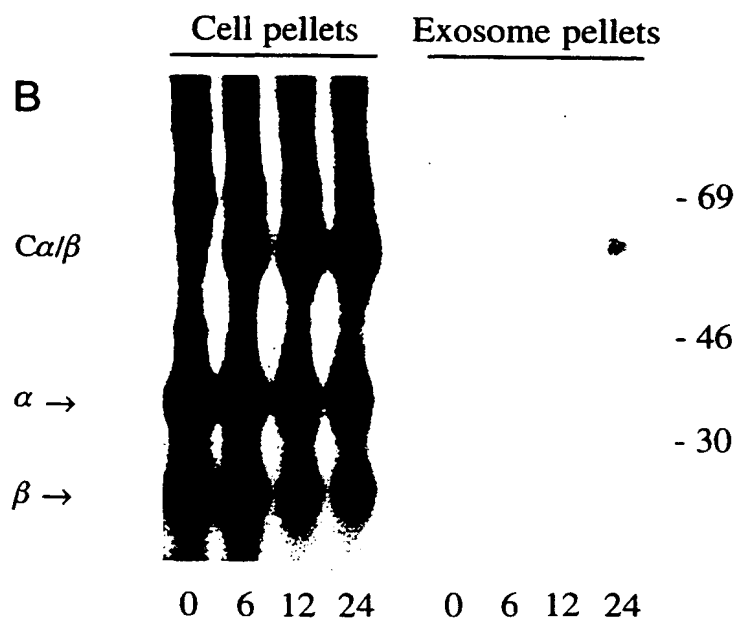 Cell pellets Exosome pellets
B
- 69
Cα/β
- 46
α →
- 30
β →
0 6 12 24 0 6 12 24